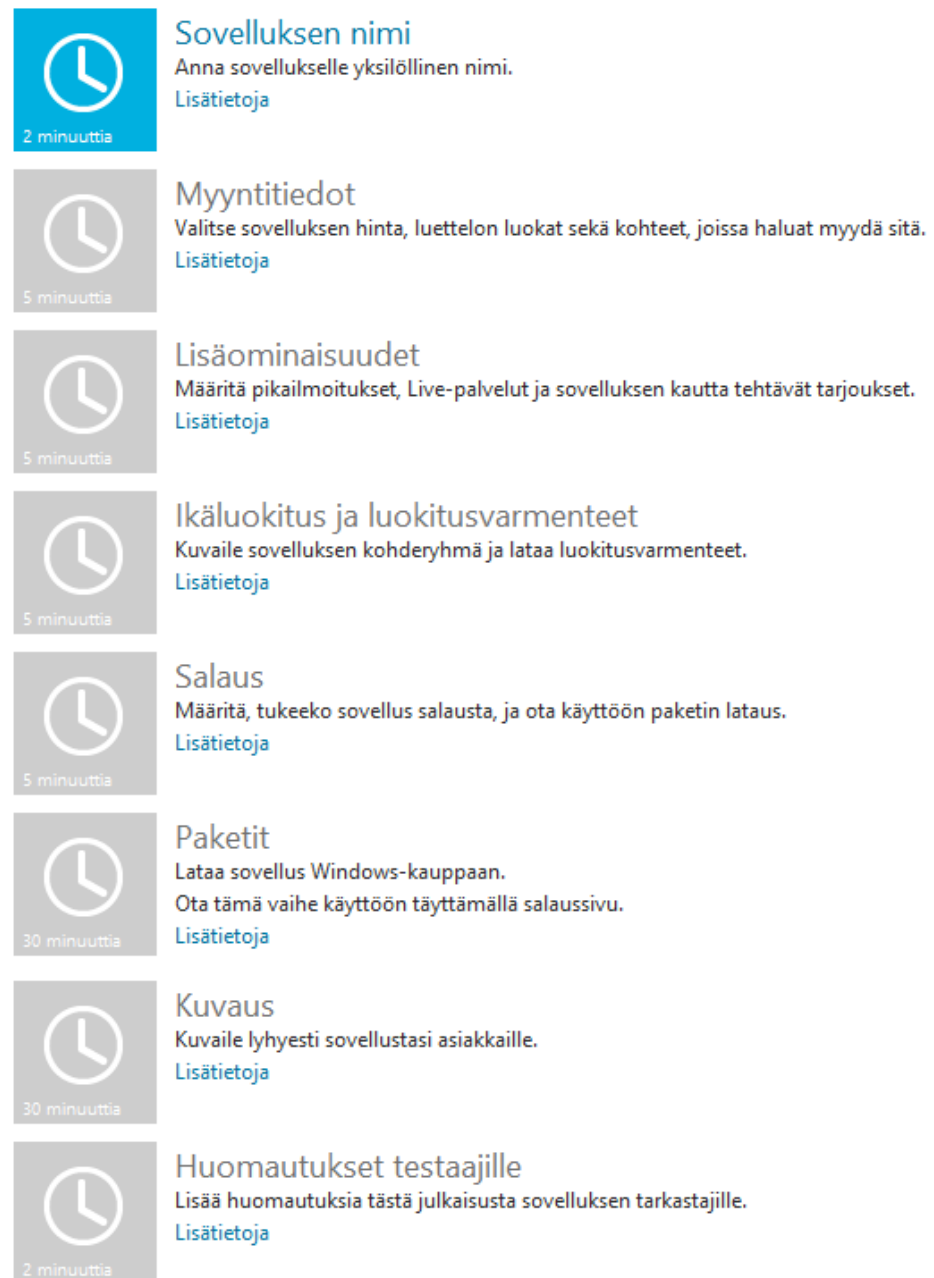 Sovelluksen nimi
Anna sovellukselle yksilöllinen nimi.
Lisätietoja
2 minuuttia
Myyntitiedot
Valitse sovelluksen hinta, luettelon luokat sekä kohteet, joissa haluat myydä sitä.
Lisätietoja
5 minuuttia
Lisäominaisuudet
Määritä pikailmoitukset, Live-palvelut ja sovelluksen kautta tehtävät tarjoukset.
Lisätietoja
5 minuuttia
Ikäluokitus ja luokitusvarmenteet
Kuvaile sovelluksen kohderyhmä ja lataa luokitusvarmenteet.
Lisätietoja
5 minuuttia
Salaus
Määritä, tukeeko sovellus salausta, ja ota käyttöön paketin lataus.
Lisätietoja
5 minuuttia
Paketit
Lataa sovellus Windows-kauppaan.
Ota tämä vaihe käyttöön täyttämällä salaussivu.
Lisätietoja
30 minuuttia
Kuvaus
Kuvaile lyhyesti sovellustasi asiakkaille.
Lisätietoja
30 minuuttia
Huomautukset testaajille
Lisää huomautuksia tästä julkaisusta sovelluksen tarkastajille.
Lisätietoja
2 minuuttia